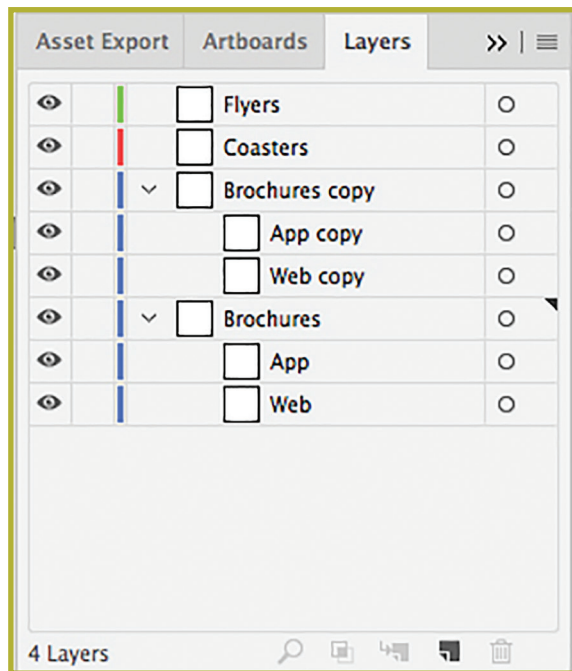 Asset Export Artboards Layers
Flyers
Coasters
Brochures copy
App copy
Web copy
Brochures
App
Web
4 Layers